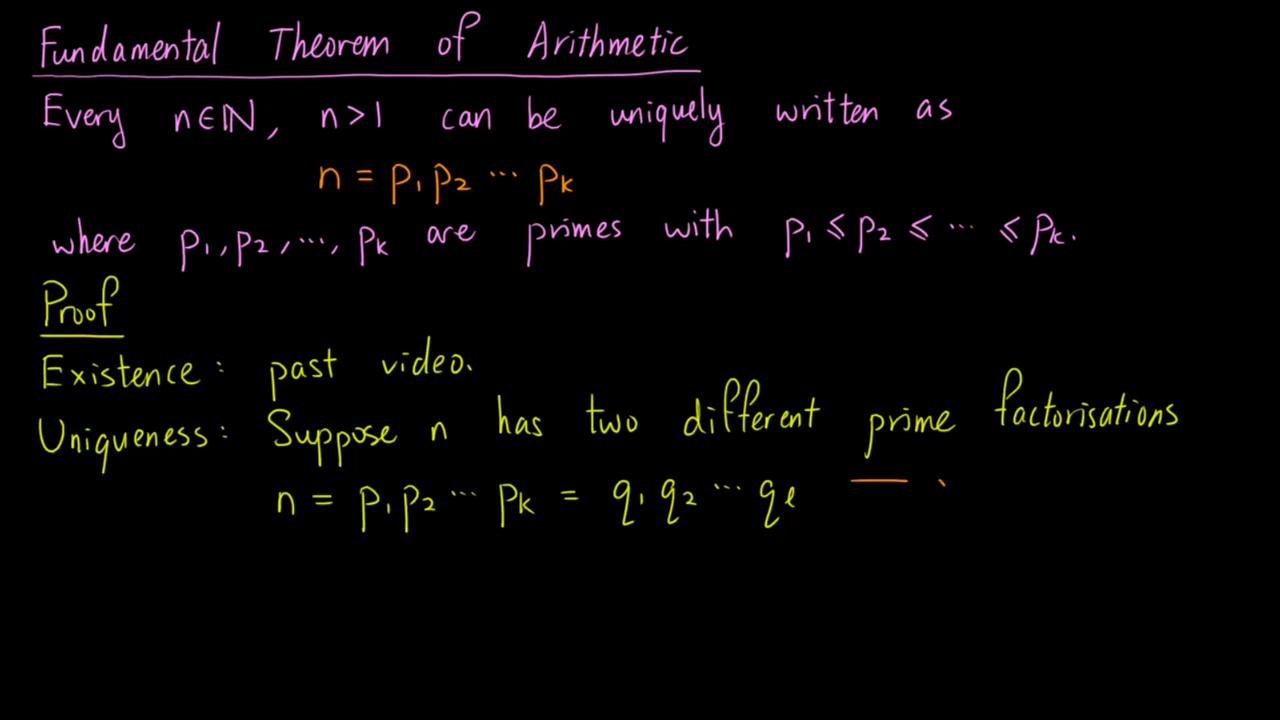 Fundamental Theorem of Arithmetic
Every n∈ℕ, n>1 can be uniquely written as
n = p₁p₂ ⋯ pₖ
where p₁, p₂, ⋯, pₖ are primes with p₁ ⩽ p₂ ⩽ ⋯ ⩽ pₖ.
Proof
Existence: past video.
Uniqueness: Suppose n has two different prime factorisations
n = p₁p₂ ⋯ pₖ = q₁q₂ ⋯ qℓ